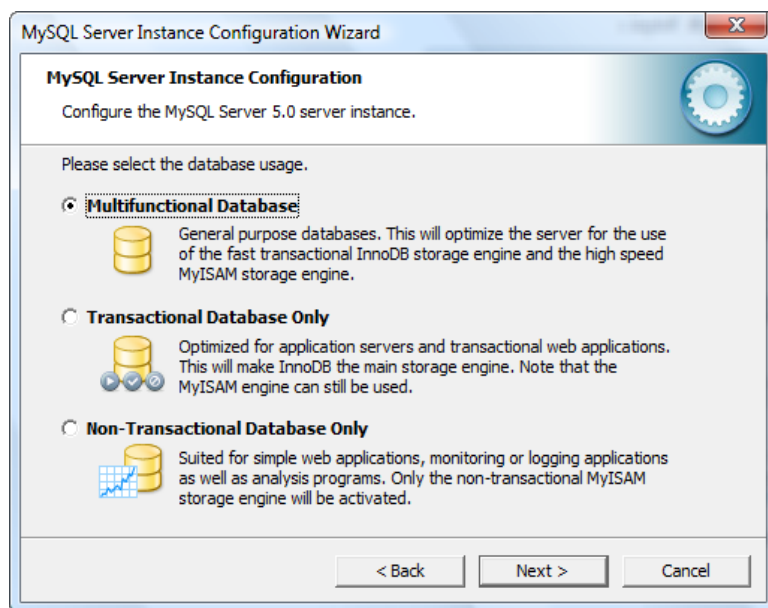 MySQL Server Instance Configuration Wizard
MySQL Server Instance Configuration
Configure the MySQL Server 5.0 server instance.
Please select the database usage.
Multifunctional Database
General purpose databases. This will optimize the server for the use
of the fast transactional InnoDB storage engine and the high speed
MyISAM storage engine.
Transactional Database Only
Optimized for application servers and transactional web applications.
This will make InnoDB the main storage engine. Note that the
MyISAM engine can still be used.
Non-Transactional Database Only
Suited for simple web applications, monitoring or logging applications
as well as analysis programs. Only the non-transactional MyISAM
storage engine will be activated.
< Back Next > Cancel